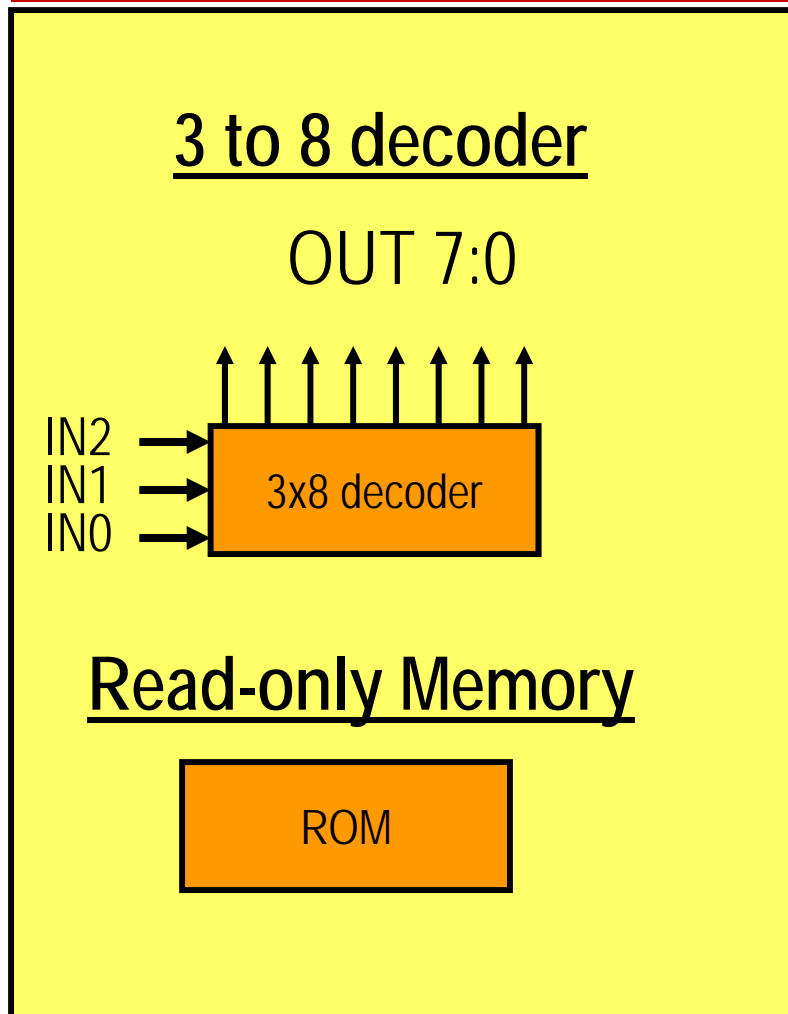 3 to 8 decoder
OUT 7:0
IN2
IN1
IN0
3x8 decoder
Read-only Memory
ROM